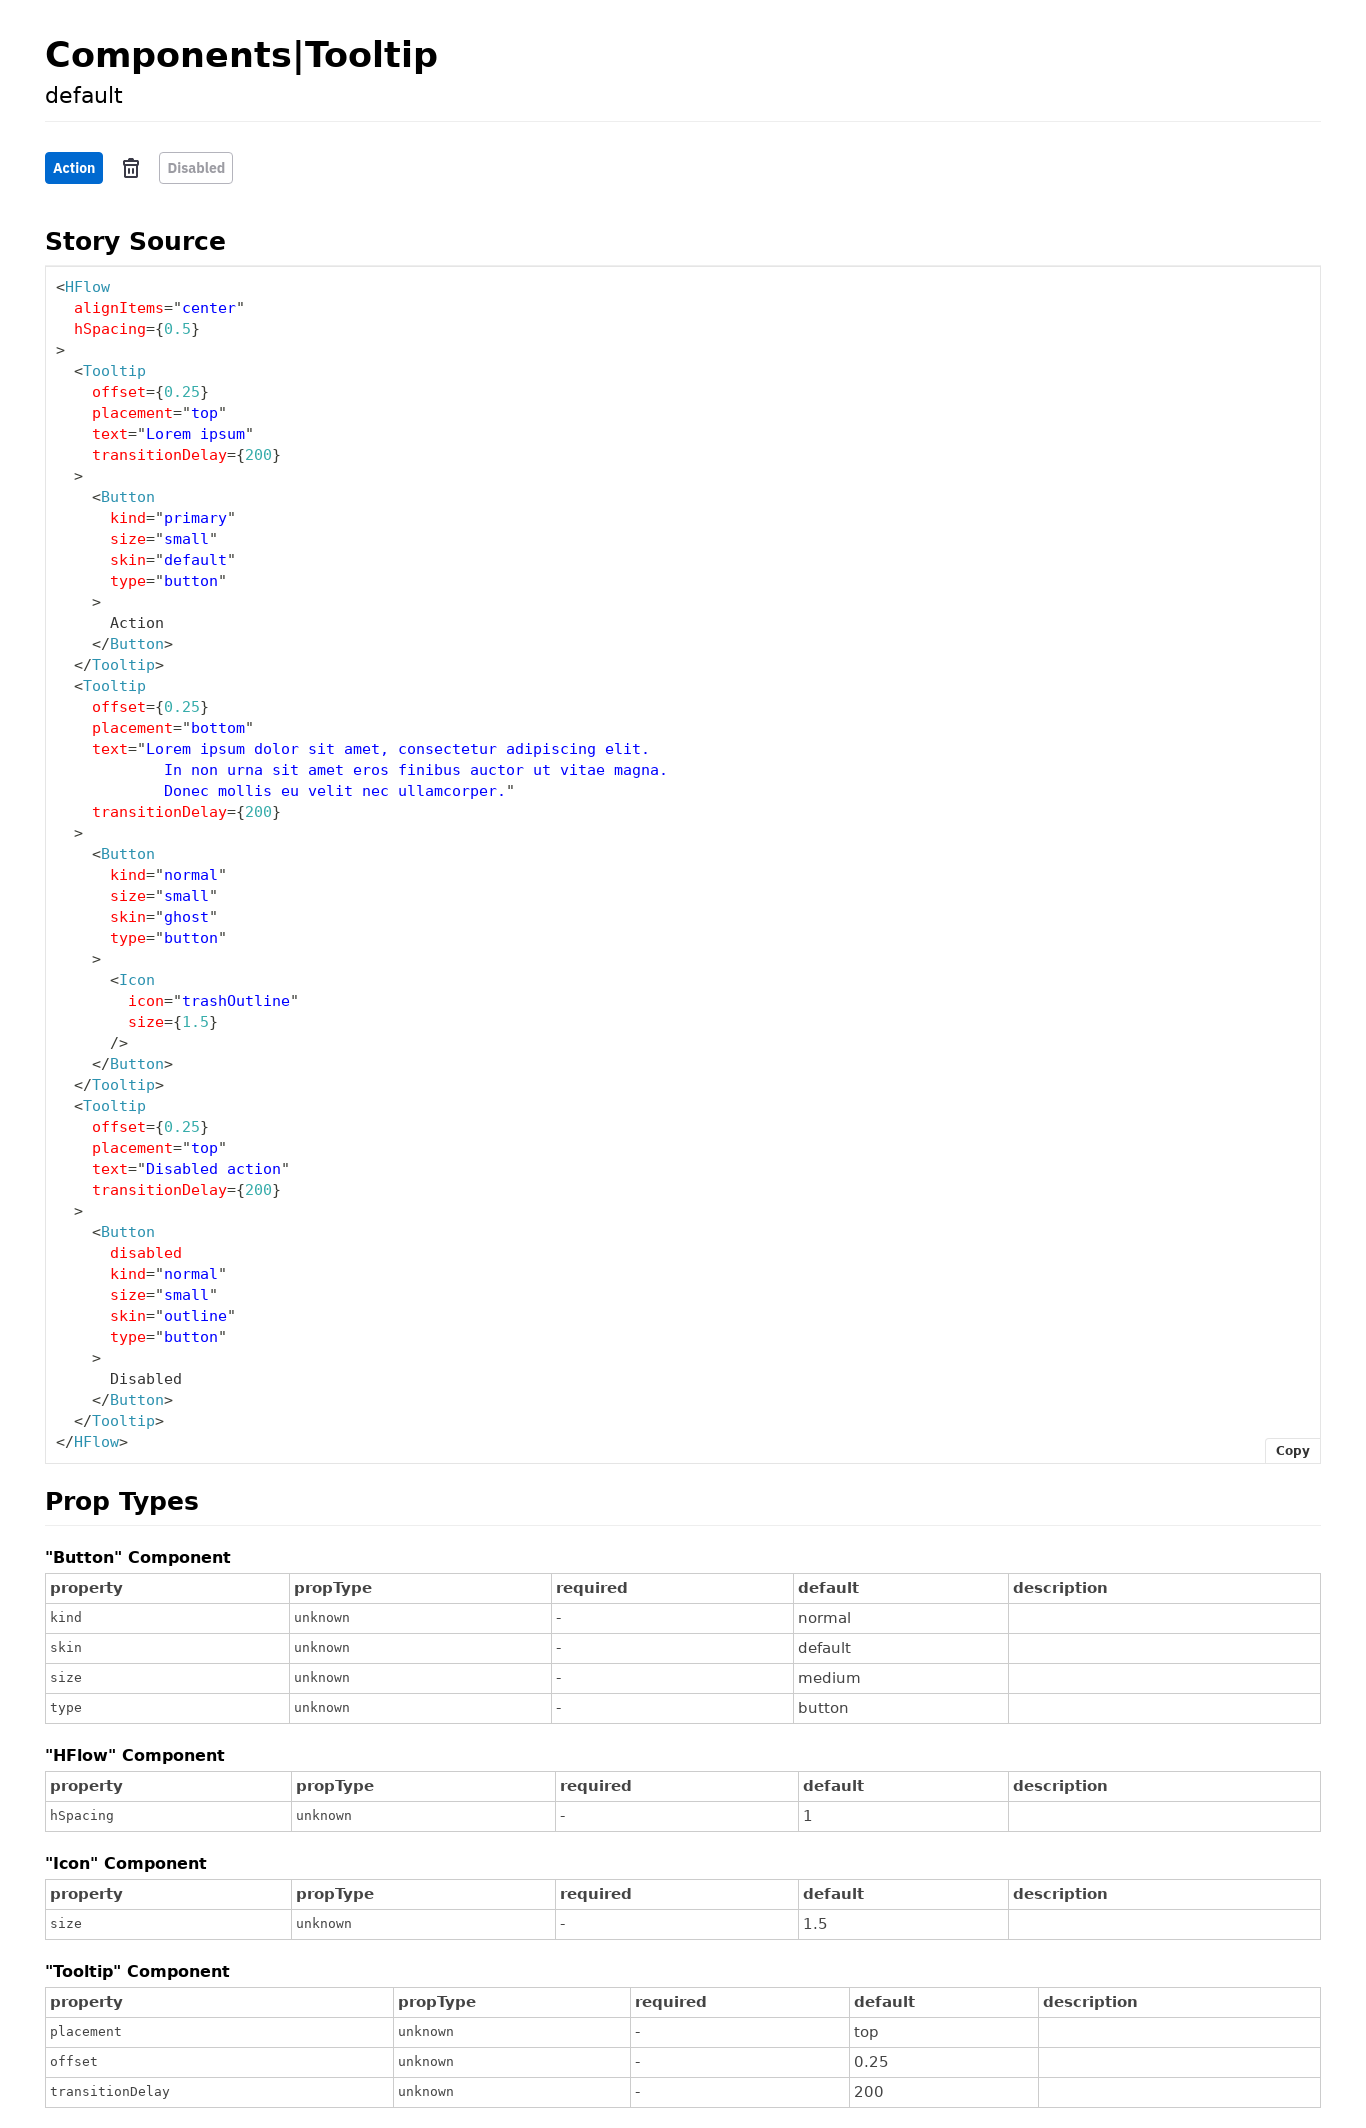 Components|Tooltip
default
Action Disabled
Story Source
<HFlow
  alignItems="center"
  hSpacing={0.5}
>
  <Tooltip
    offset={0.25}
    placement="top"
    text="Lorem ipsum"
    transitionDelay={200}
  >
    <Button
      kind="primary"
      size="small"
      skin="default"
      type="button"
    >
      Action
    </Button>
  </Tooltip>
  <Tooltip
    offset={0.25}
    placement="bottom"
    text="Lorem ipsum dolor sit amet, consectetur adipiscing elit.
            In non urna sit amet eros finibus auctor ut vitae magna.
            Donec mollis eu velit nec ullamcorper."
    transitionDelay={200}
  >
    <Button
      kind="normal"
      size="small"
      skin="ghost"
      type="button"
    >
      <Icon
        icon="trashOutline"
        size={1.5}
      />
    </Button>
  </Tooltip>
  <Tooltip
    offset={0.25}
    placement="top"
    text="Disabled action"
    transitionDelay={200}
  >
    <Button
      disabled
      kind="normal"
      size="small"
      skin="outline"
      type="button"
    >
      Disabled
    </Button>
  </Tooltip>
</HFlow>
Copy
Prop Types
"Button" Component
property propType required default description
kind unknown - normal
skin unknown - default
size unknown - medium
type unknown - button
"HFlow" Component
property propType required default description
hSpacing unknown - 1
"Icon" Component
property propType required default description
size unknown - 1.5
"Tooltip" Component
property propType required default description
placement unknown - top
offset unknown - 0.25
transitionDelay unknown - 200